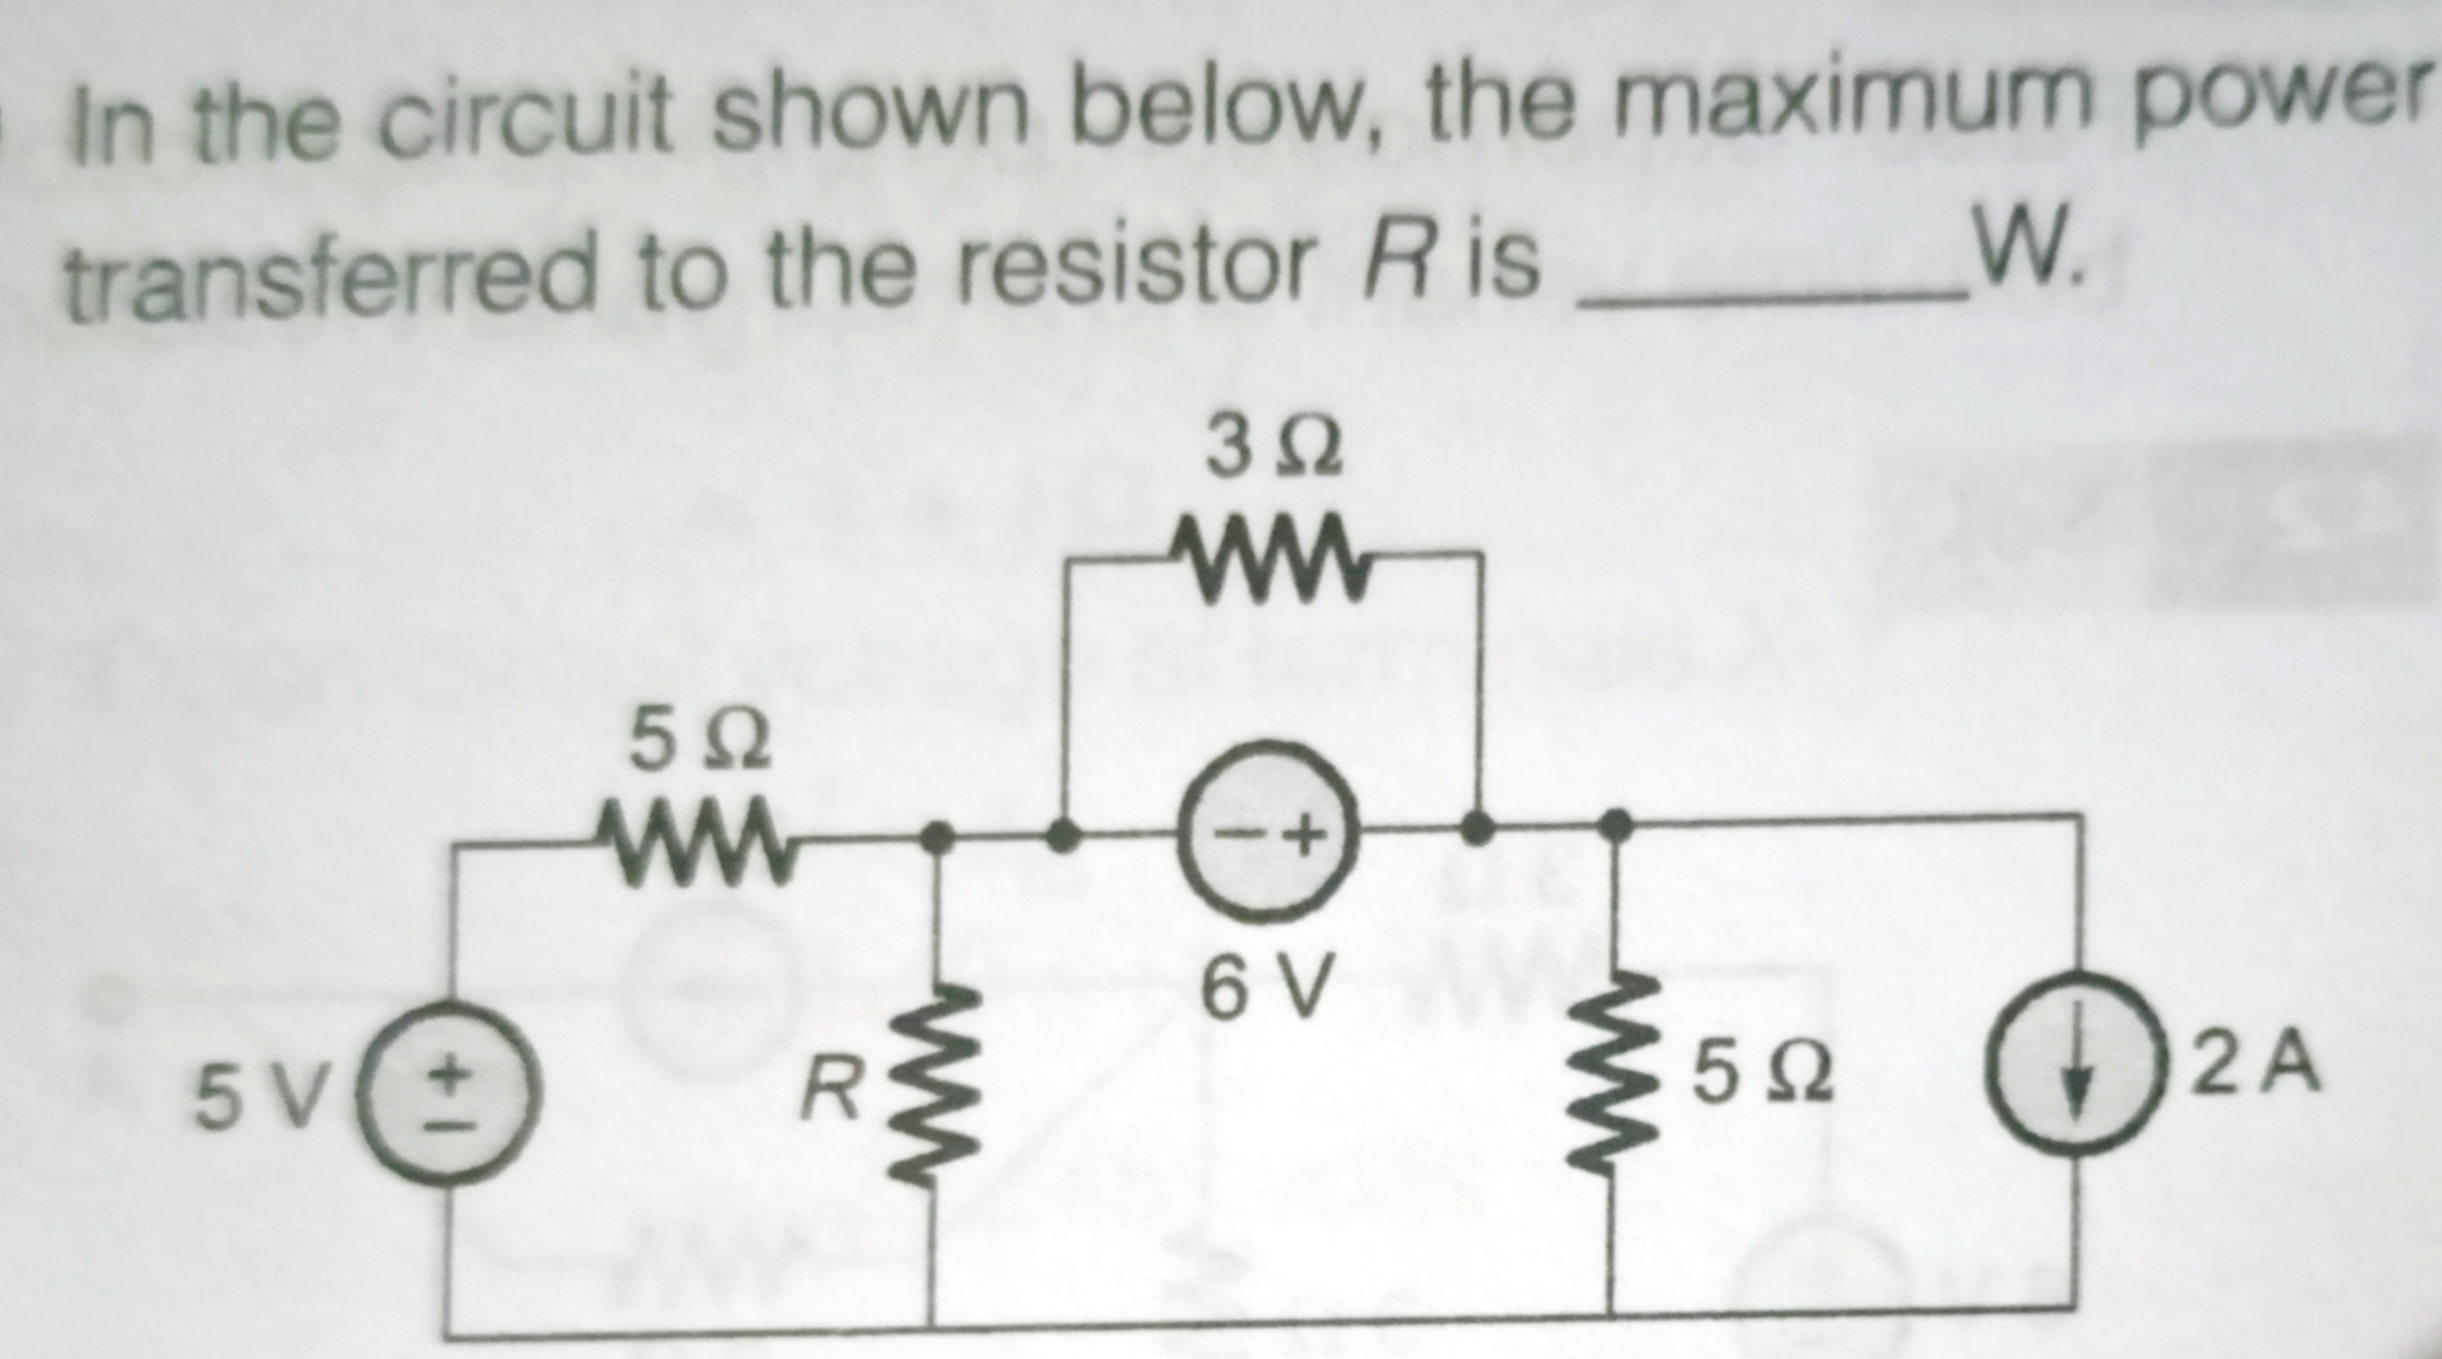 In the circuit shown below, the maximum power
transferred to the resistor R is ________W.
3 Ω
5 Ω
- +
6 V
5 V
+
-
R
5 Ω
2 A